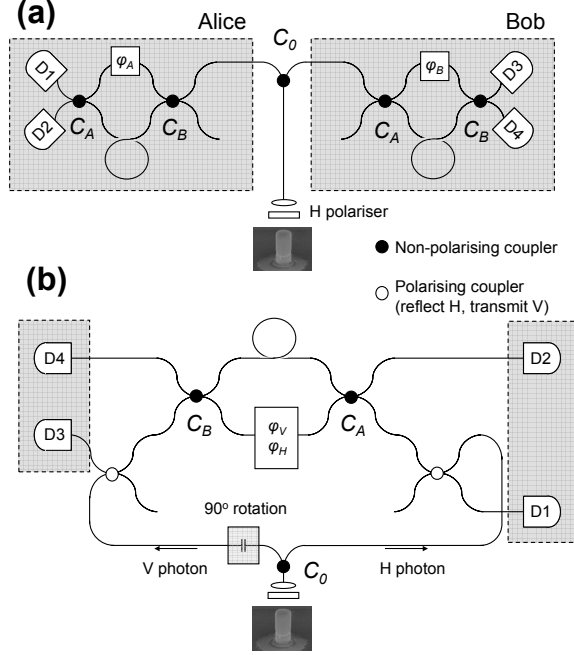 (a)
Alice
C0
Bob
D1
φA
D2
CA
CB
φB
D3
CA
CB
D4
H polariser
Non-polarising coupler
Polarising coupler
(reflect H, transmit V)
(b)
D4
D2
CB
φV
φH
CA
D3
90º rotation
D1
V photon
C0
H photon